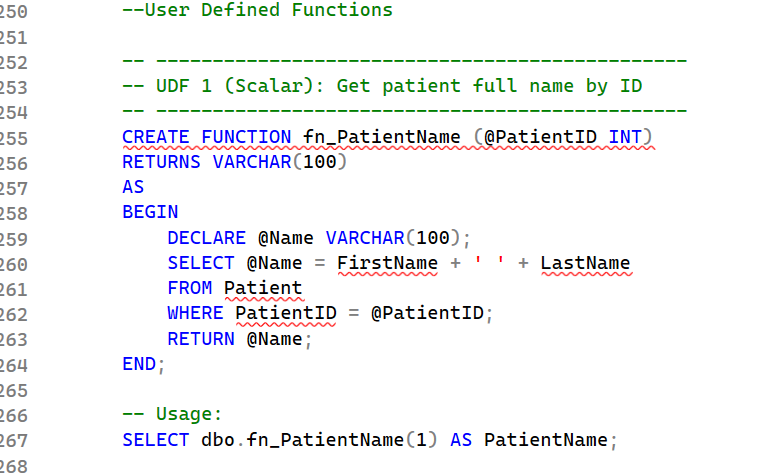 250 --User Defined Functions
251
252 -- -----------------------------------------------
253 -- UDF 1 (Scalar): Get patient full name by ID
254 -- -----------------------------------------------
255 CREATE FUNCTION fn_PatientName (@PatientID INT)
256 RETURNS VARCHAR(100)
257 AS
258 BEGIN
259     DECLARE @Name VARCHAR(100);
260     SELECT @Name = FirstName + ' ' + LastName
261     FROM Patient
262     WHERE PatientID = @PatientID;
263     RETURN @Name;
264 END;
265
266 -- Usage:
267 SELECT dbo.fn_PatientName(1) AS PatientName;
268